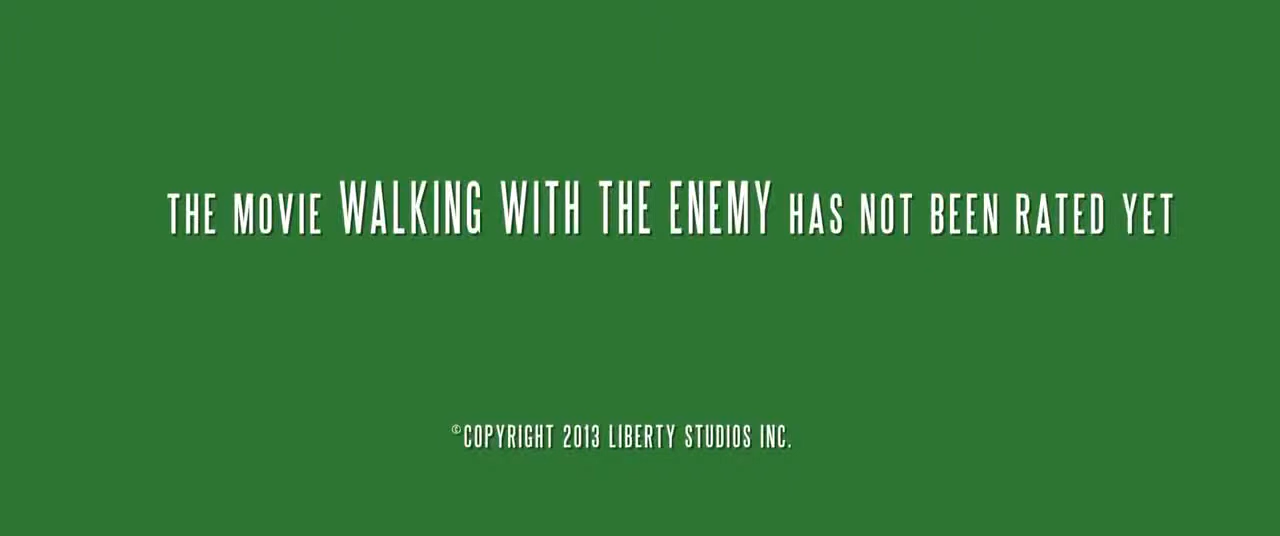 THE MOVIE WALKING WITH THE ENEMY HAS NOT BEEN RATED YET
©COPYRIGHT 2013 LIBERTY STUDIOS INC.